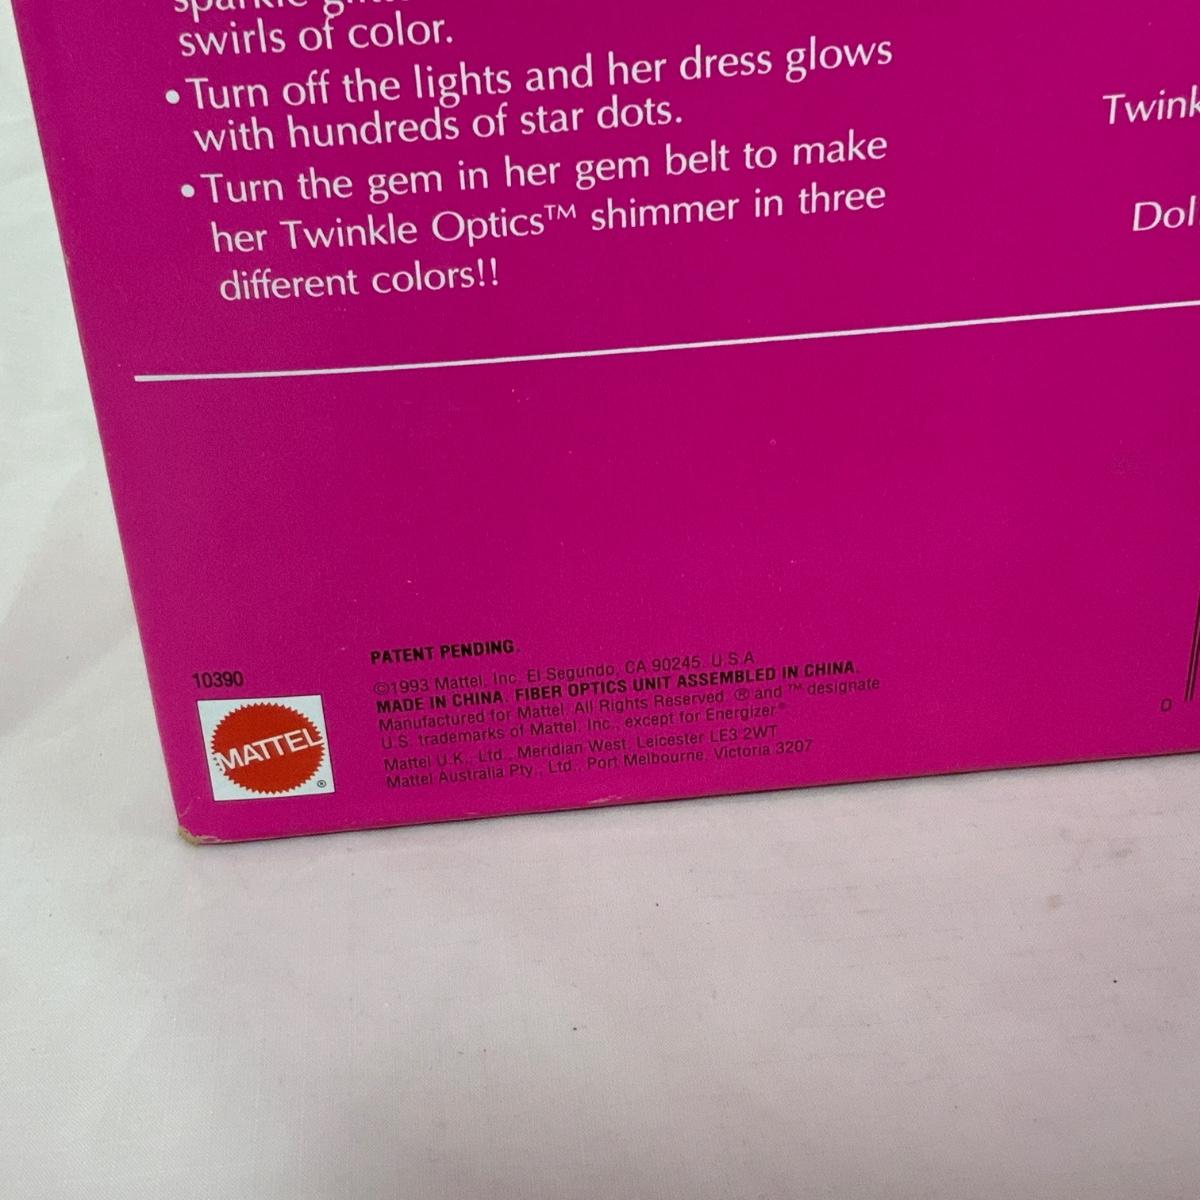 swirls of color.
• Turn off the lights and her dress glows
with hundreds of star dots.
• Turn the gem in her gem belt to make
her Twinkle Optics™ shimmer in three
different colors!!
Twink
Dol
PATENT PENDING.
10390
©1993 Mattel, Inc. El Segundo, CA 90245. U.S.A.
MADE IN CHINA. FIBER OPTICS UNIT ASSEMBLED IN CHINA.
Manufactured for Mattel. All Rights Reserved. ® and ™ designate
U.S. trademarks of Mattel, Inc., except for Energizer®
Mattel U.K., Ltd., Meridian West, Leicester LE3 2WT
Mattel Australia Pty., Ltd., Port Melbourne, Victoria 3207
MATTEL
®
0